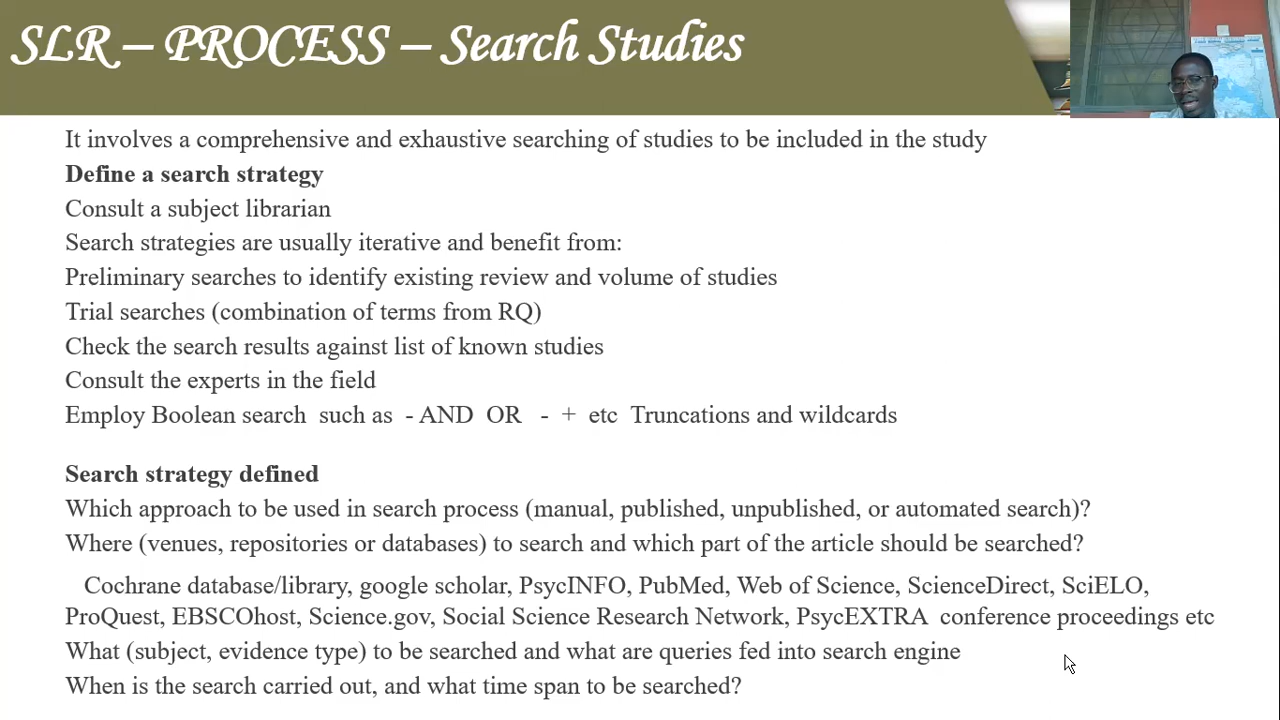 SLR – PROCESS – Search Studies
It involves a comprehensive and exhaustive searching of studies to be included in the study
Define a search strategy
Consult a subject librarian
Search strategies are usually iterative and benefit from:
Preliminary searches to identify existing review and volume of studies
Trial searches (combination of terms from RQ)
Check the search results against list of known studies
Consult the experts in the field
Employ Boolean search such as - AND OR - + etc Truncations and wildcards
Search strategy defined
Which approach to be used in search process (manual, published, unpublished, or automated search)?
Where (venues, repositories or databases) to search and which part of the article should be searched?
Cochrane database/library, google scholar, PsycINFO, PubMed, Web of Science, ScienceDirect, SciELO,
ProQuest, EBSCOhost, Science.gov, Social Science Research Network, PsycEXTRA conference proceedings etc
What (subject, evidence type) to be searched and what are queries fed into search engine
When is the search carried out, and what time span to be searched?